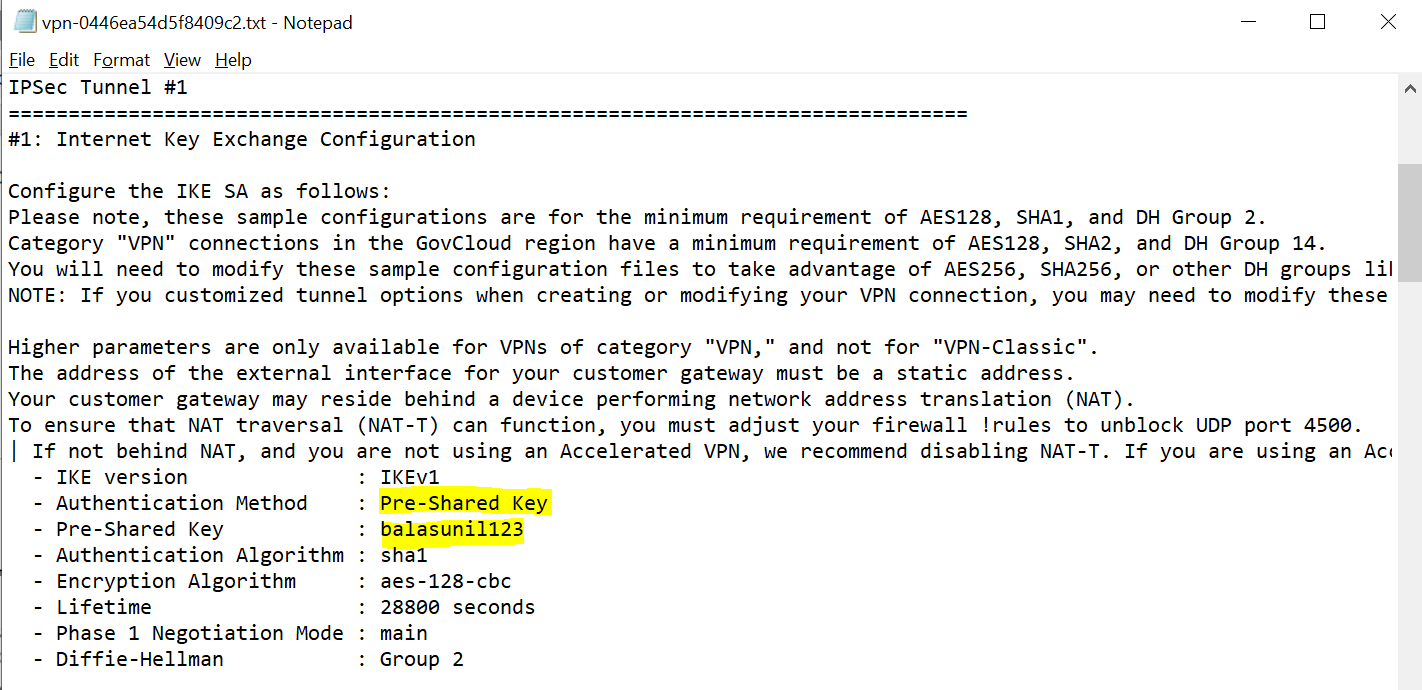 vpn-0446ea54d5f8409c2.txt - Notepad
File Edit Format View Help
IPSec Tunnel #1
================================================================================
#1: Internet Key Exchange Configuration
Configure the IKE SA as follows:
Please note, these sample configurations are for the minimum requirement of AES128, SHA1, and DH Group 2.
Category "VPN" connections in the GovCloud region have a minimum requirement of AES128, SHA2, and DH Group 14.
You will need to modify these sample configuration files to take advantage of AES256, SHA256, or other DH groups
NOTE: If you customized tunnel options when creating or modifying your VPN connection, you may need to modify these
Higher parameters are only available for VPNs of category "VPN," and not for "VPN-Classic".
The address of the external interface for your customer gateway must be a static address.
Your customer gateway may reside behind a device performing network address translation (NAT).
To ensure that NAT traversal (NAT-T) can function, you must adjust your firewall !rules to unblock UDP port 4500.
| If not behind NAT, and you are not using an Accelerated VPN, we recommend disabling NAT-T. If you are using an
- IKE version : IKEv1
- Authentication Method : Pre-Shared Key
- Pre-Shared Key : balasunil123
- Authentication Algorithm : sha1
- Encryption Algorithm : aes-128-cbc
- Lifetime : 28800 seconds
- Phase 1 Negotiation Mode : main
- Diffie-Hellman : Group 2